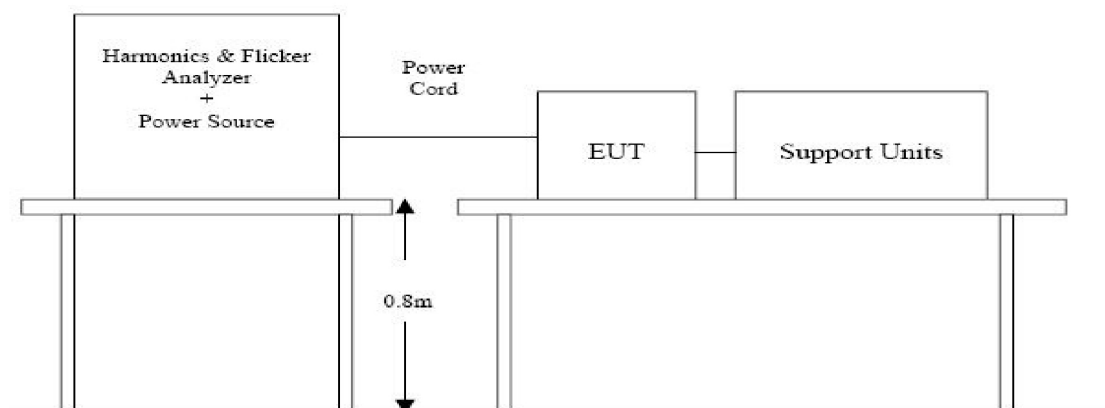 Harmonics & Flicker
Analyzer
+
Power Source
Power
Cord
EUT
Support Units
0.8m